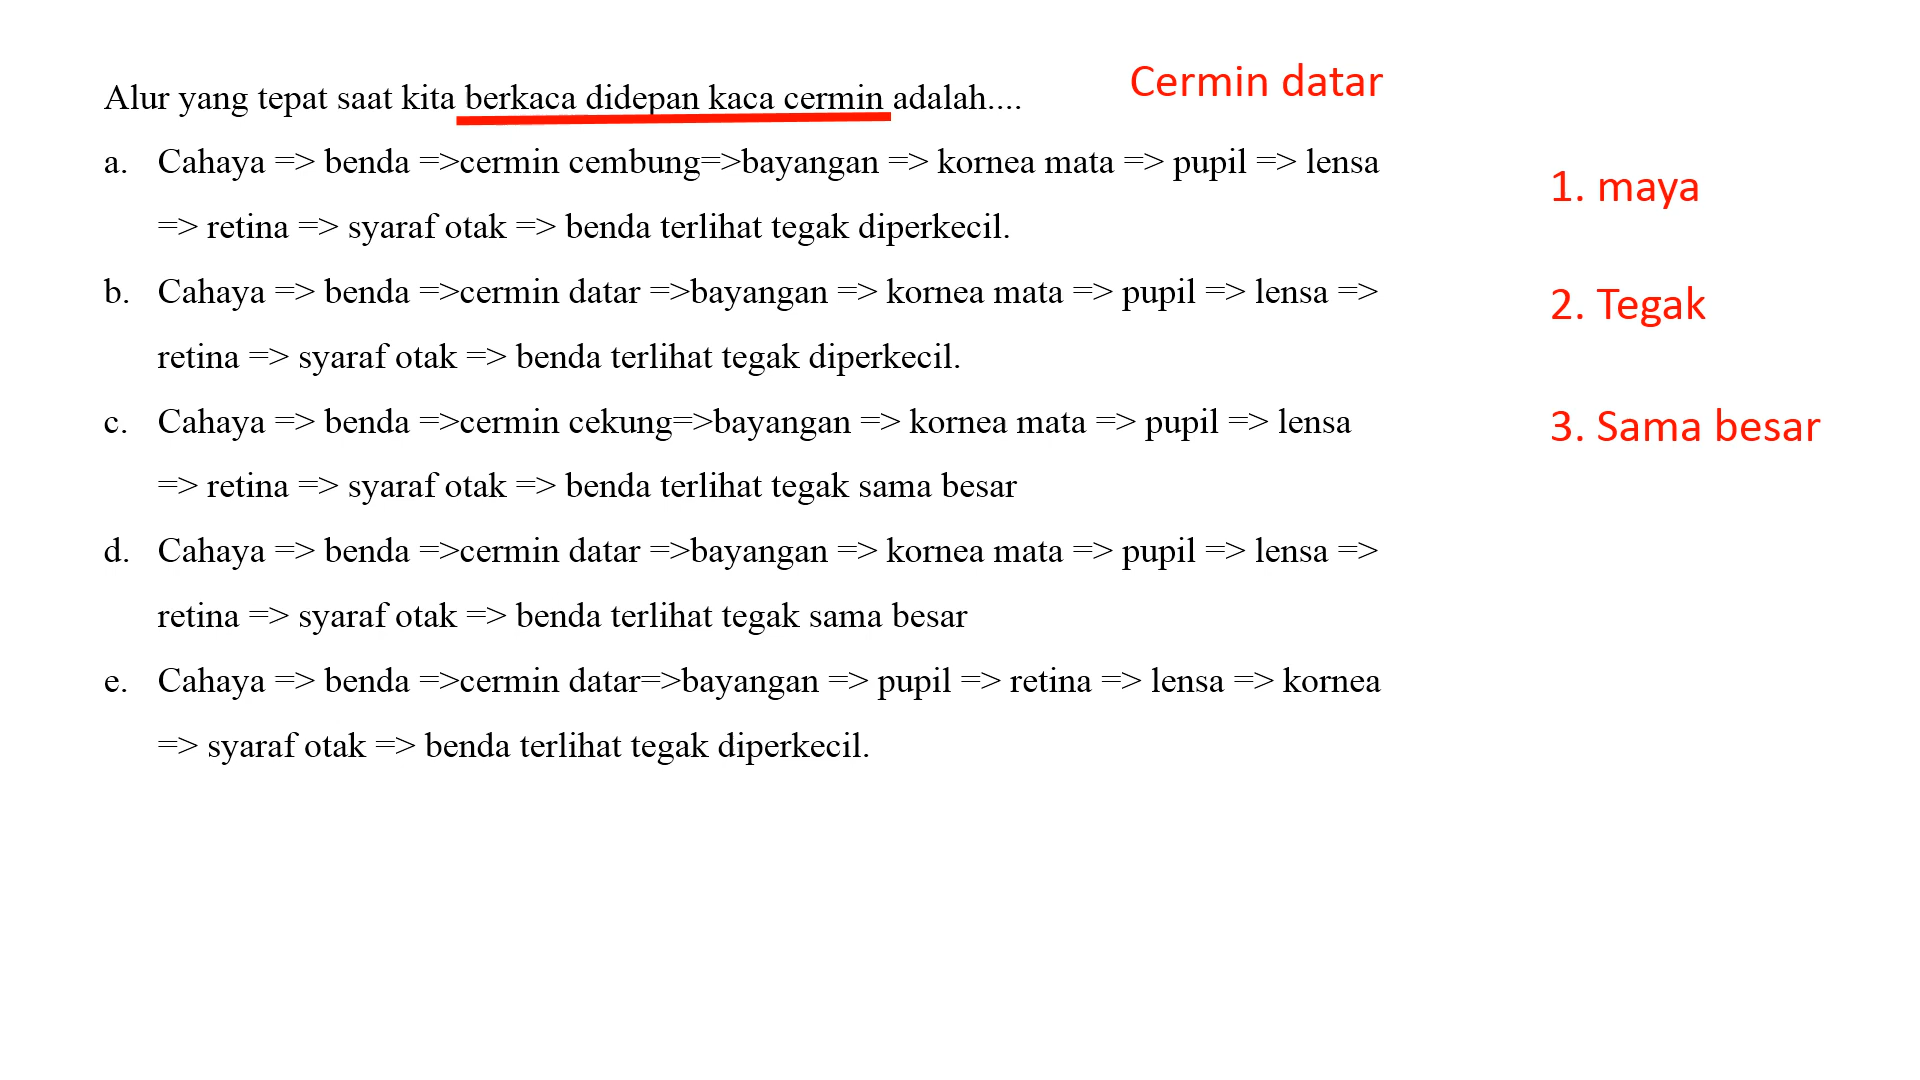 Alur yang tepat saat kita berkaca didepan kaca cermin adalah....
Cermin datar
a. Cahaya => benda =>cermin cembung=>bayangan => kornea mata => pupil => lensa
=> retina => syaraf otak => benda terlihat tegak diperkecil.
b. Cahaya => benda =>cermin datar =>bayangan => kornea mata => pupil => lensa =>
retina => syaraf otak => benda terlihat tegak diperkecil.
c. Cahaya => benda =>cermin cekung=>bayangan => kornea mata => pupil => lensa
=> retina => syaraf otak => benda terlihat tegak sama besar
d. Cahaya => benda =>cermin datar =>bayangan => kornea mata => pupil => lensa =>
retina => syaraf otak => benda terlihat tegak sama besar
e. Cahaya => benda =>cermin datar=>bayangan => pupil => retina => lensa => kornea
=> syaraf otak => benda terlihat tegak diperkecil.
1. maya
2. Tegak
3. Sama besar